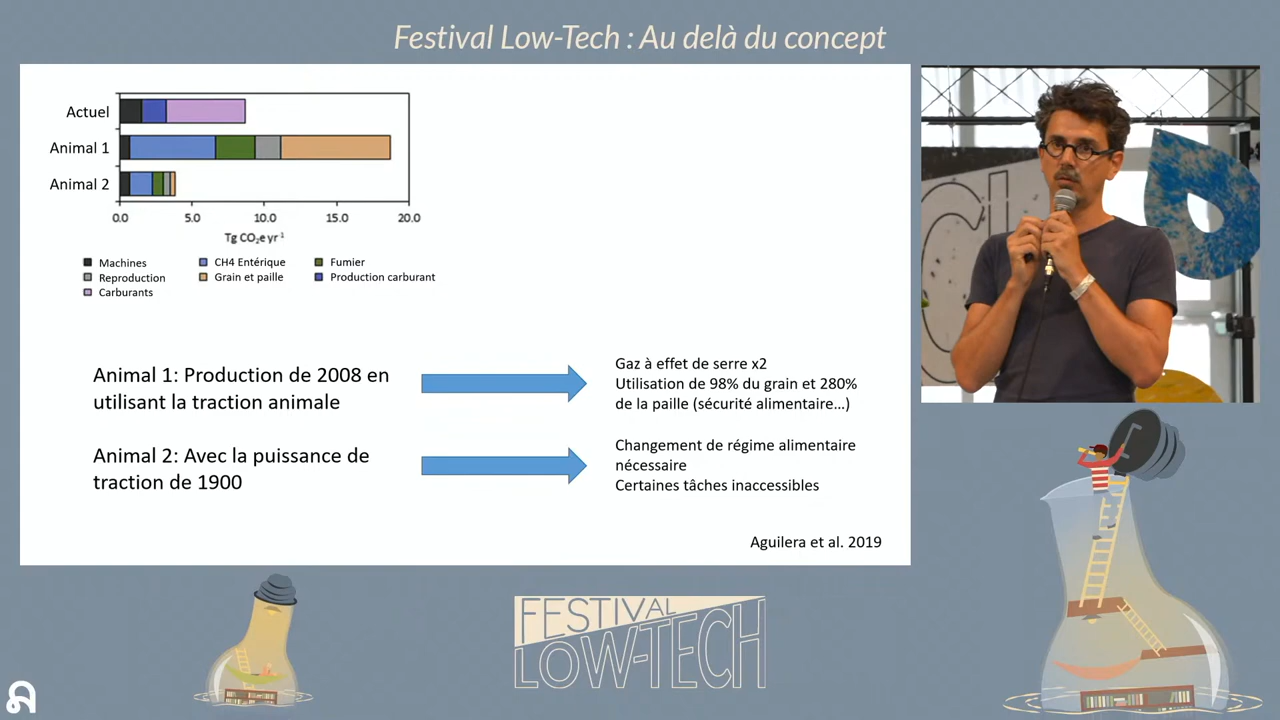 Festival Low-Tech : Au delà du concept
Actuel
Animal 1
Animal 2
0.0 5.0 10.0 15.0 20.0
Tg CO₂e yr⁻¹
Machines CH4 Entérique Fumier
Reproduction Grain et paille Production carburant
Carburants
Animal 1: Production de 2008 en
utilisant la traction animale
Gaz à effet de serre x2
Utilisation de 98% du grain et 280%
de la paille (sécurité alimentaire…)
Animal 2: Avec la puissance de
traction de 1900
Changement de régime alimentaire
nécessaire
Certaines tâches inaccessibles
Aguilera et al. 2019
FESTIVAL
LOW-TECH